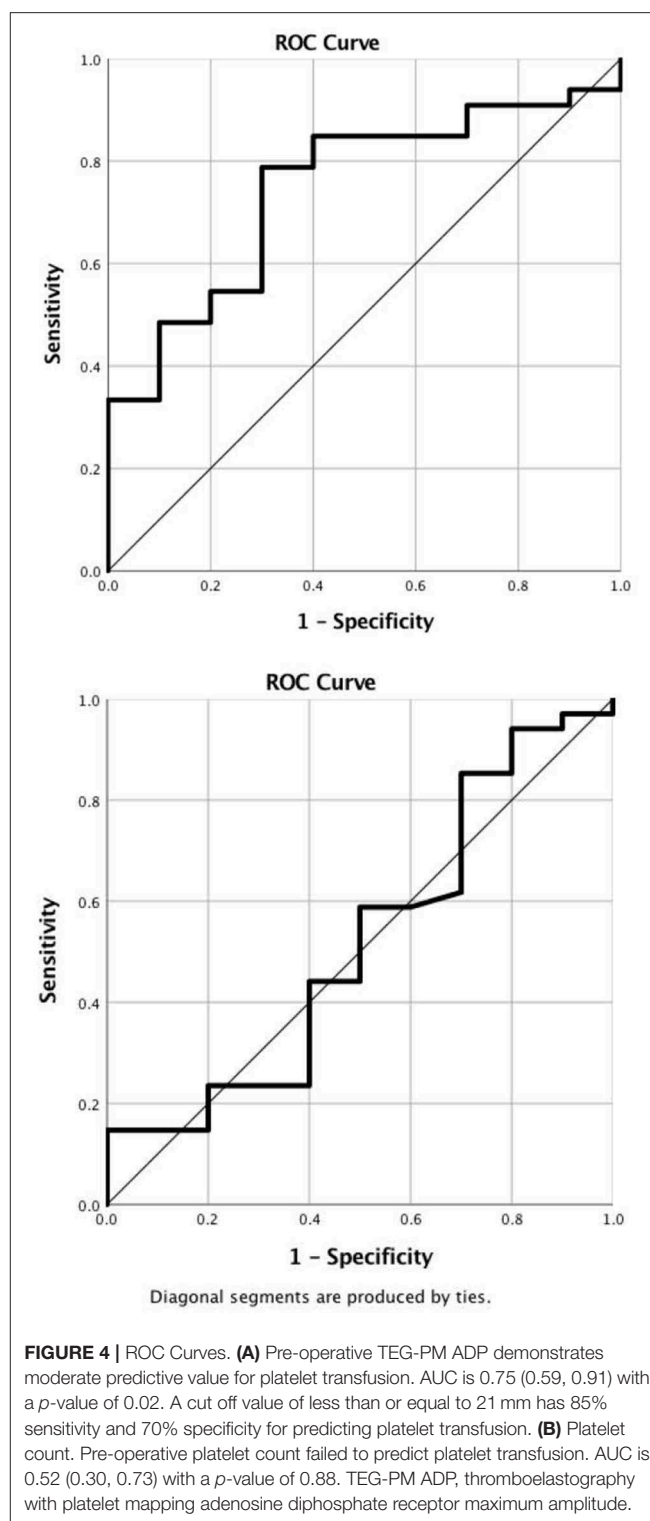 ROC Curve
1.0
0.8
0.6
0.4
0.2
0.0
Sensitivity
0.0 0.2 0.4 0.6 0.8 1.0
1 - Specificity
ROC Curve
1.0
0.8
0.6
0.4
0.2
0.0
Sensitivity
0.0 0.2 0.4 0.6 0.8 1.0
1 - Specificity
Diagonal segments are produced by ties.
FIGURE 4 | ROC Curves. (A) Pre-operative TEG-PM ADP demonstrates
moderate predictive value for platelet transfusion. AUC is 0.75 (0.59, 0.91) with
a p-value of 0.02. A cut off value of less than or equal to 21 mm has 85%
sensitivity and 70% specificity for predicting platelet transfusion. (B) Platelet
count. Pre-operative platelet count failed to predict platelet transfusion. AUC is
0.52 (0.30, 0.73) with a p-value of 0.88. TEG-PM ADP, thromboelastography
with platelet mapping adenosine diphosphate receptor maximum amplitude.